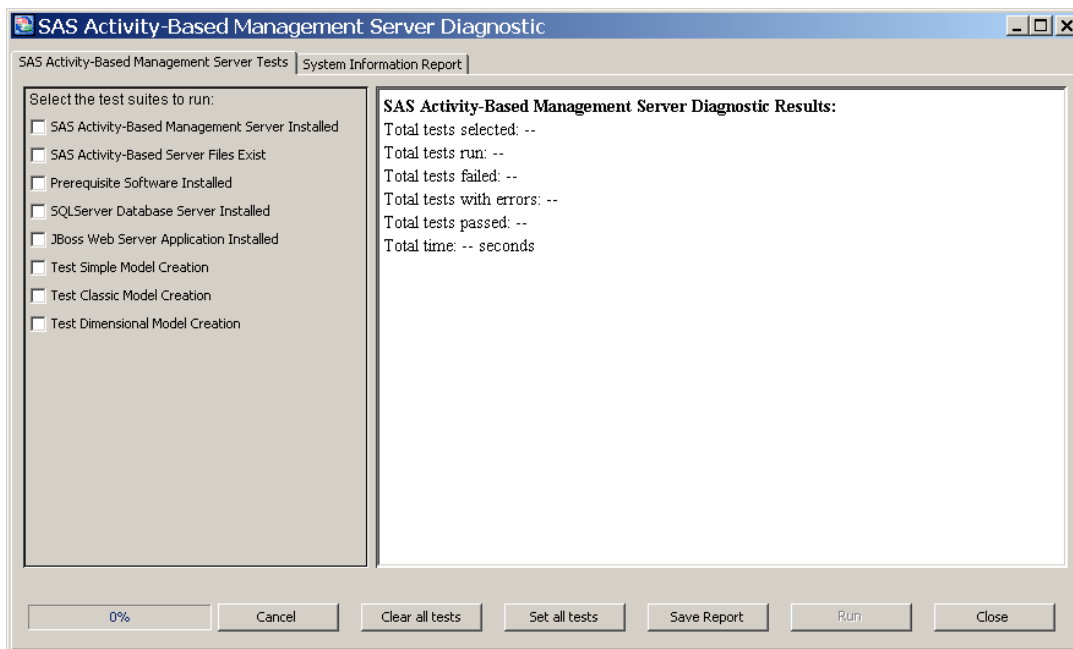 SAS Activity-Based Management Server Diagnostic
SAS Activity-Based Management Server Tests
System Information Report
Select the test suites to run:
SAS Activity-Based Management Server Installed
SAS Activity-Based Server Files Exist
Prerequisite Software Installed
SQLServer Database Server Installed
JBoss Web Server Application Installed
Test Simple Model Creation
Test Classic Model Creation
Test Dimensional Model Creation
SAS Activity-Based Management Server Diagnostic Results:
Total tests selected: --
Total tests run: --
Total tests failed: --
Total tests with errors: --
Total tests passed: --
Total time: -- seconds
0%
Cancel
Clear all tests
Set all tests
Save Report
Run
Close